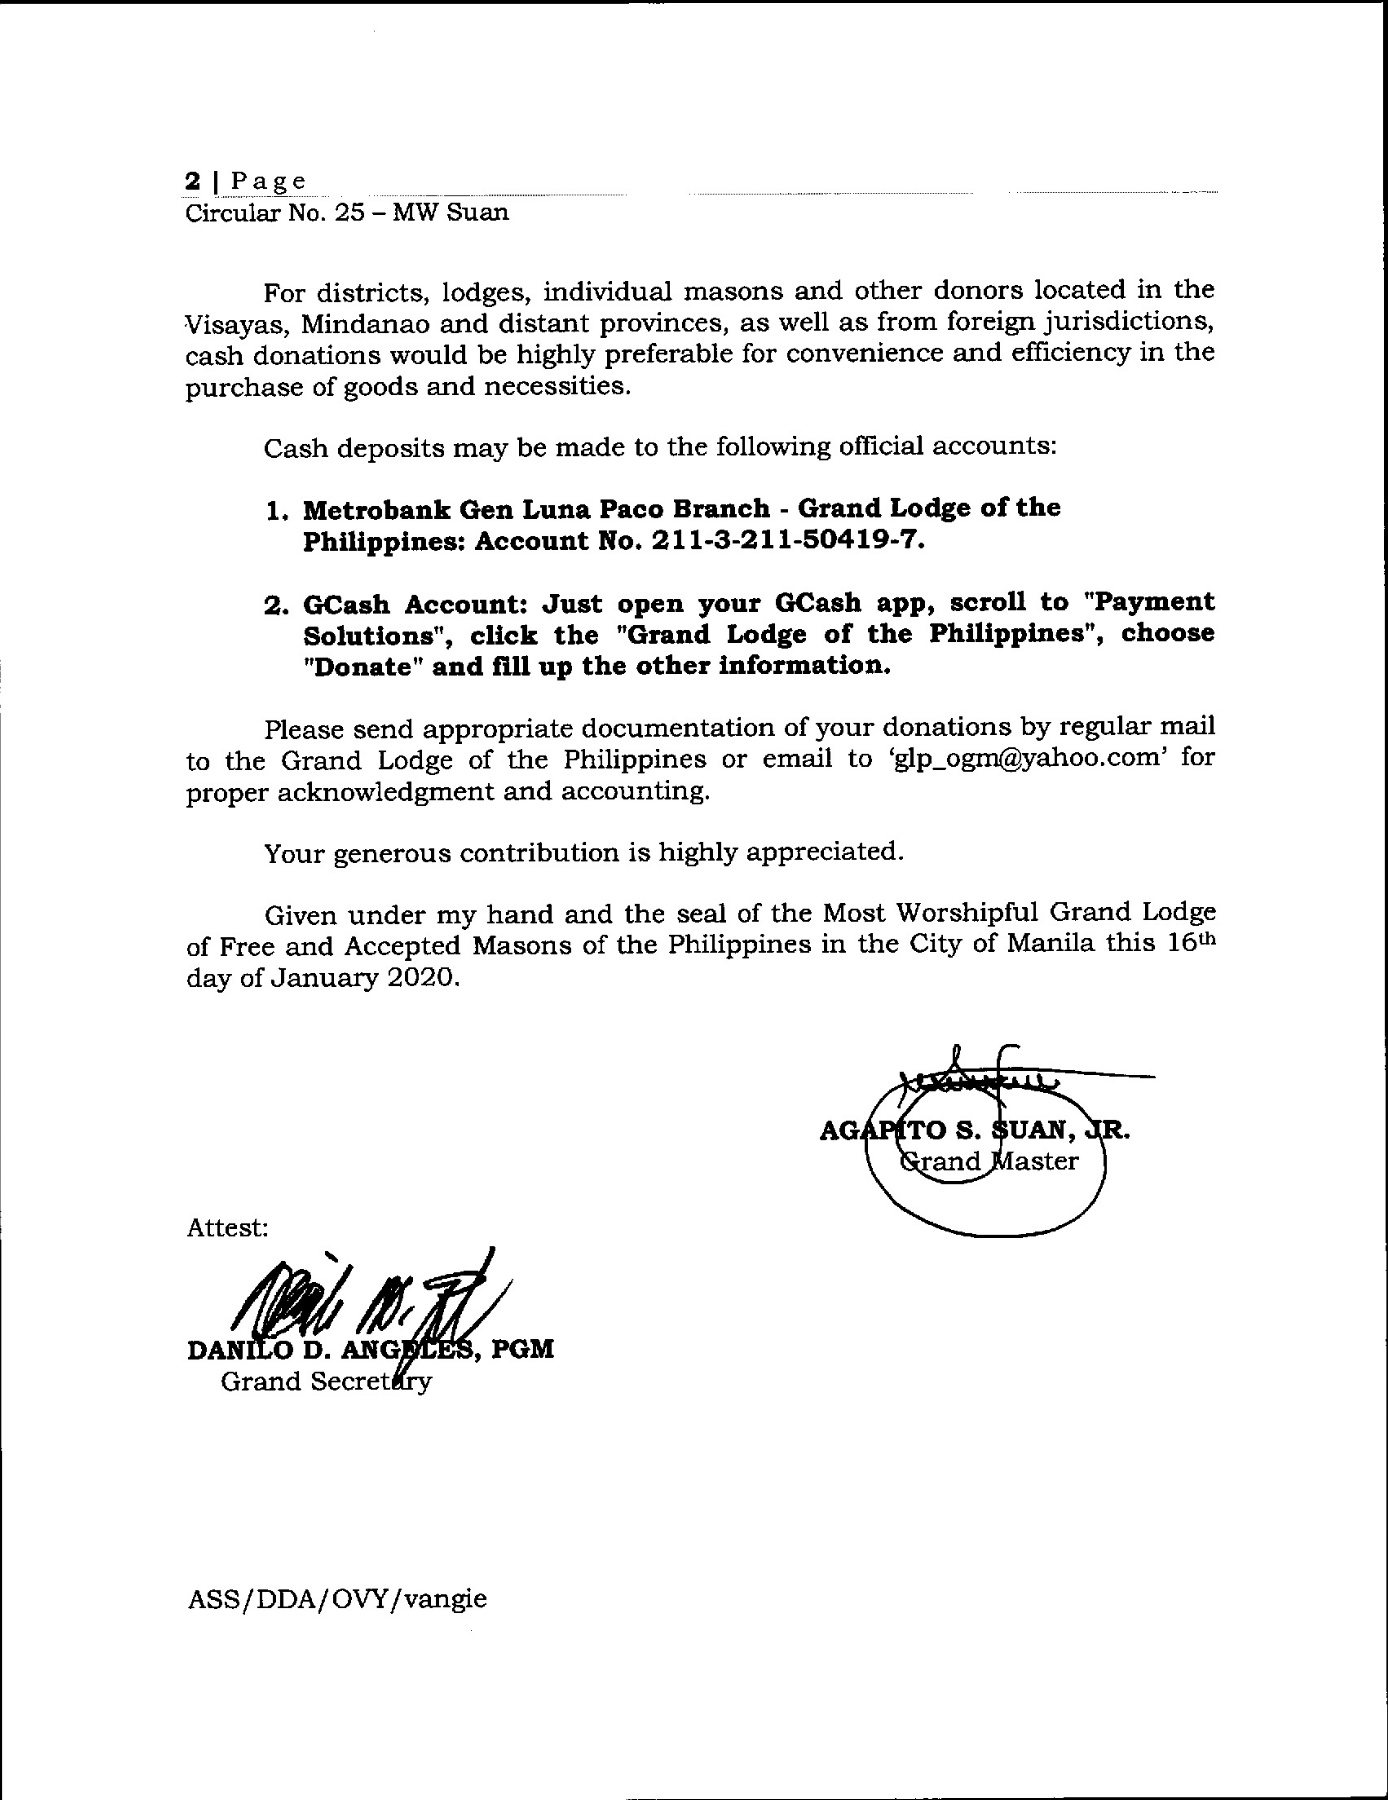 2 | Page
Circular No. 25 – MW Suan
For districts, lodges, individual masons and other donors located in the
Visayas, Mindanao and distant provinces, as well as from foreign jurisdictions,
cash donations would be highly preferable for convenience and efficiency in the
purchase of goods and necessities.
Cash deposits may be made to the following official accounts:
1. Metrobank Gen Luna Paco Branch - Grand Lodge of the
Philippines: Account No. 211-3-211-50419-7.
2. GCash Account: Just open your GCash app, scroll to "Payment
Solutions", click the "Grand Lodge of the Philippines", choose
"Donate" and fill up the other information.
Please send appropriate documentation of your donations by regular mail
to the Grand Lodge of the Philippines or email to ‘glp_ogm@yahoo.com’ for
proper acknowledgment and accounting.
Your generous contribution is highly appreciated.
Given under my hand and the seal of the Most Worshipful Grand Lodge
of Free and Accepted Masons of the Philippines in the City of Manila this 16th
day of January 2020.
AGAPITO S. SUAN, JR.
Grand Master
Attest:
DANILO D. ANGELES, PGM
Grand Secretary
ASS/DDA/OVY/vangie